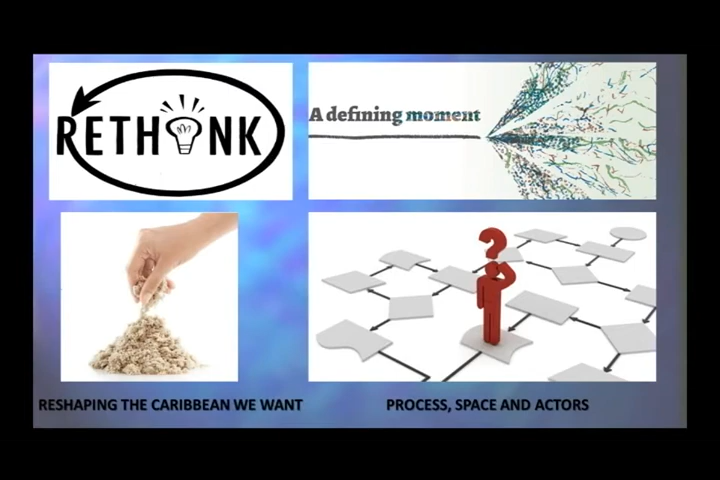 RETHINK
A defining moment
RESHAPING THE CARIBBEAN WE WANT
PROCESS, SPACE AND ACTORS